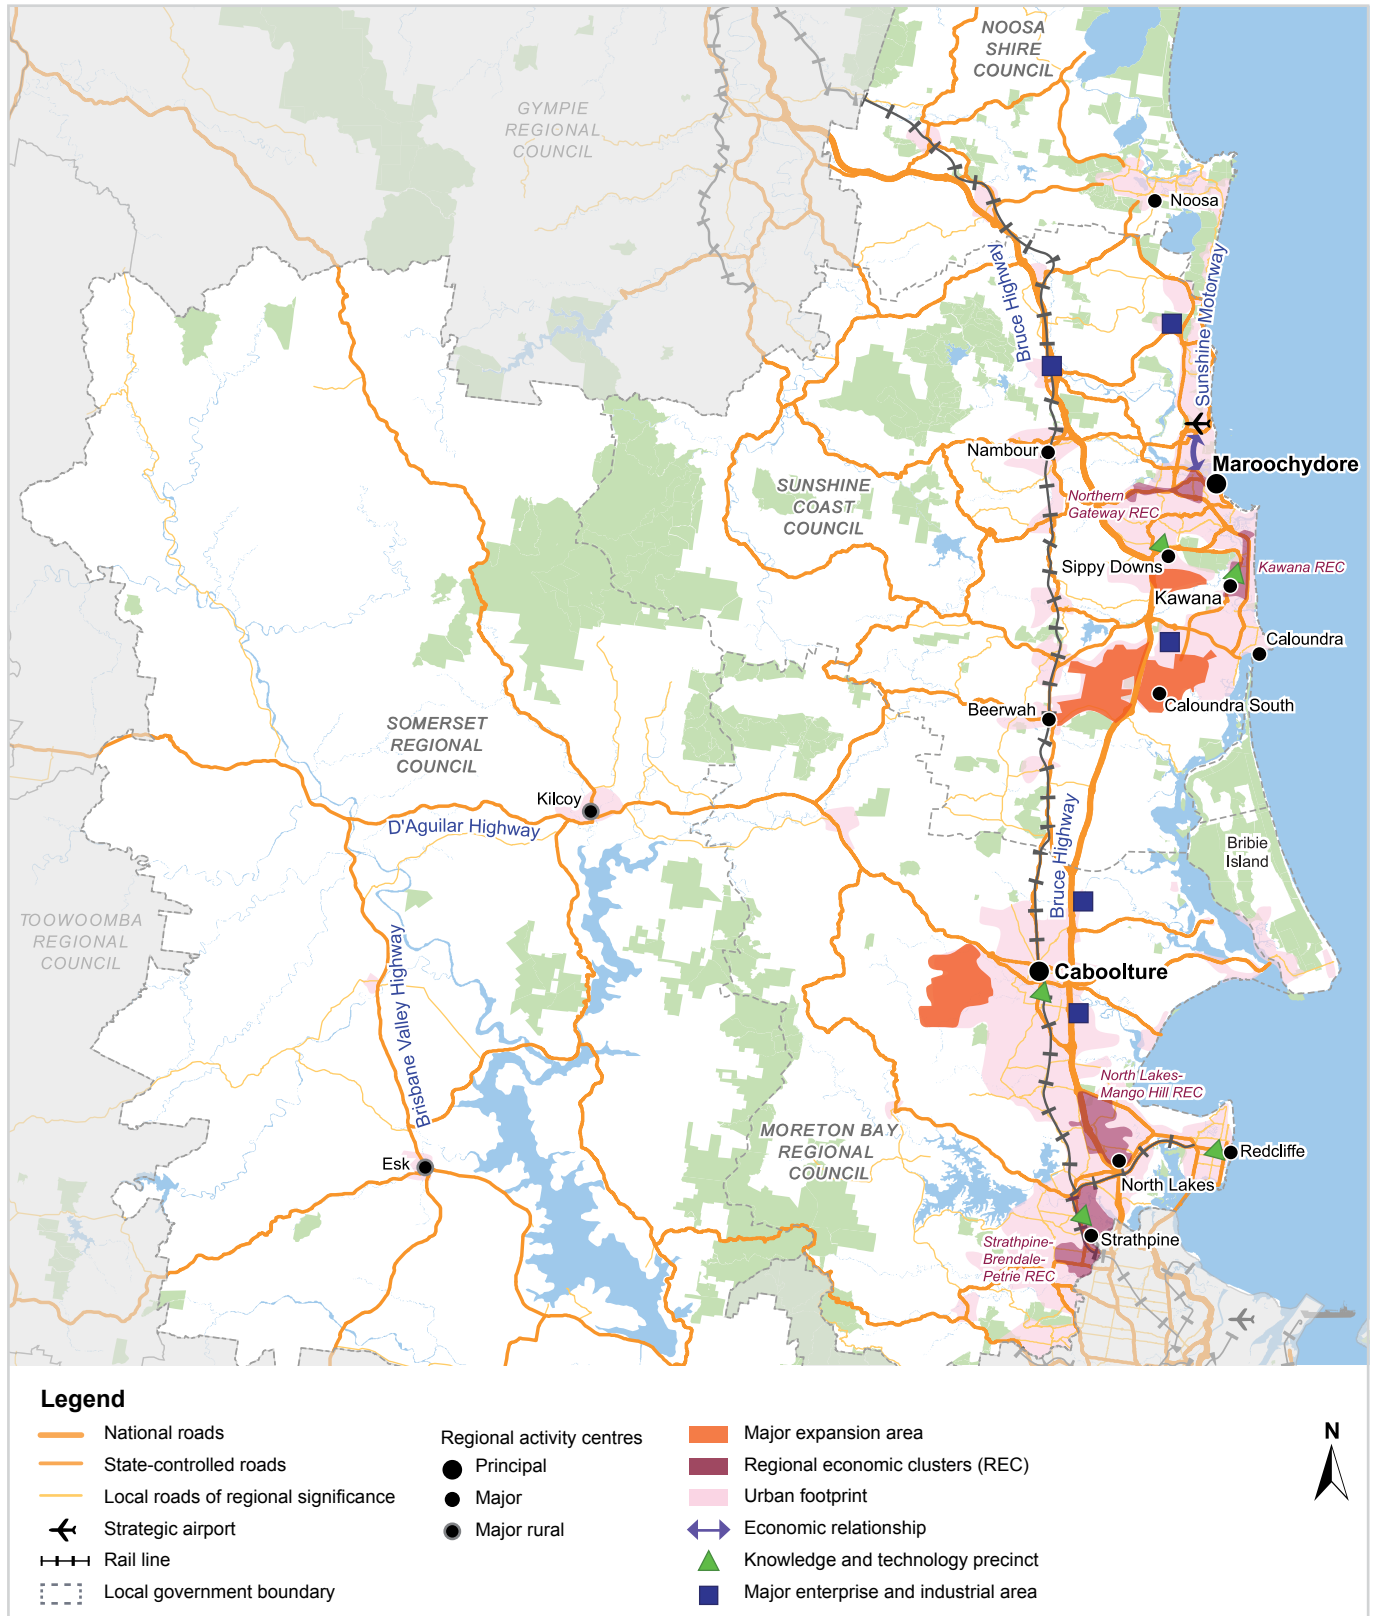 NOOSA
SHIRE
COUNCIL
GYMPIE
REGIONAL
COUNCIL
Noosa
Bruce Highway
Sunshine Motorway
Nambour
Maroochydore
SUNSHINE
COAST
COUNCIL
Northern
Gateway REC
Sippy Downs
Kawana REC
Kawana
Caloundra
SOMERSET
REGIONAL
COUNCIL
Beerwah
Caloundra South
Kilcoy
D'Aguilar Highway
Bruce Highway
Bribie
Island
TOOWOOMBA
REGIONAL
COUNCIL
Brisbane Valley Highway
Caboolture
North Lakes-
Mango Hill REC
MORETON BAY
REGIONAL
COUNCIL
Esk
Redcliffe
North Lakes
Strathpine-
Brendale-
Petrie REC
Strathpine
Legend
National roads
State-controlled roads
Local roads of regional significance
Strategic airport
Rail line
Local government boundary
Regional activity centres
Principal
Major
Major rural
Major expansion area
Regional economic clusters (REC)
Urban footprint
Economic relationship
Knowledge and technology precinct
Major enterprise and industrial area
N